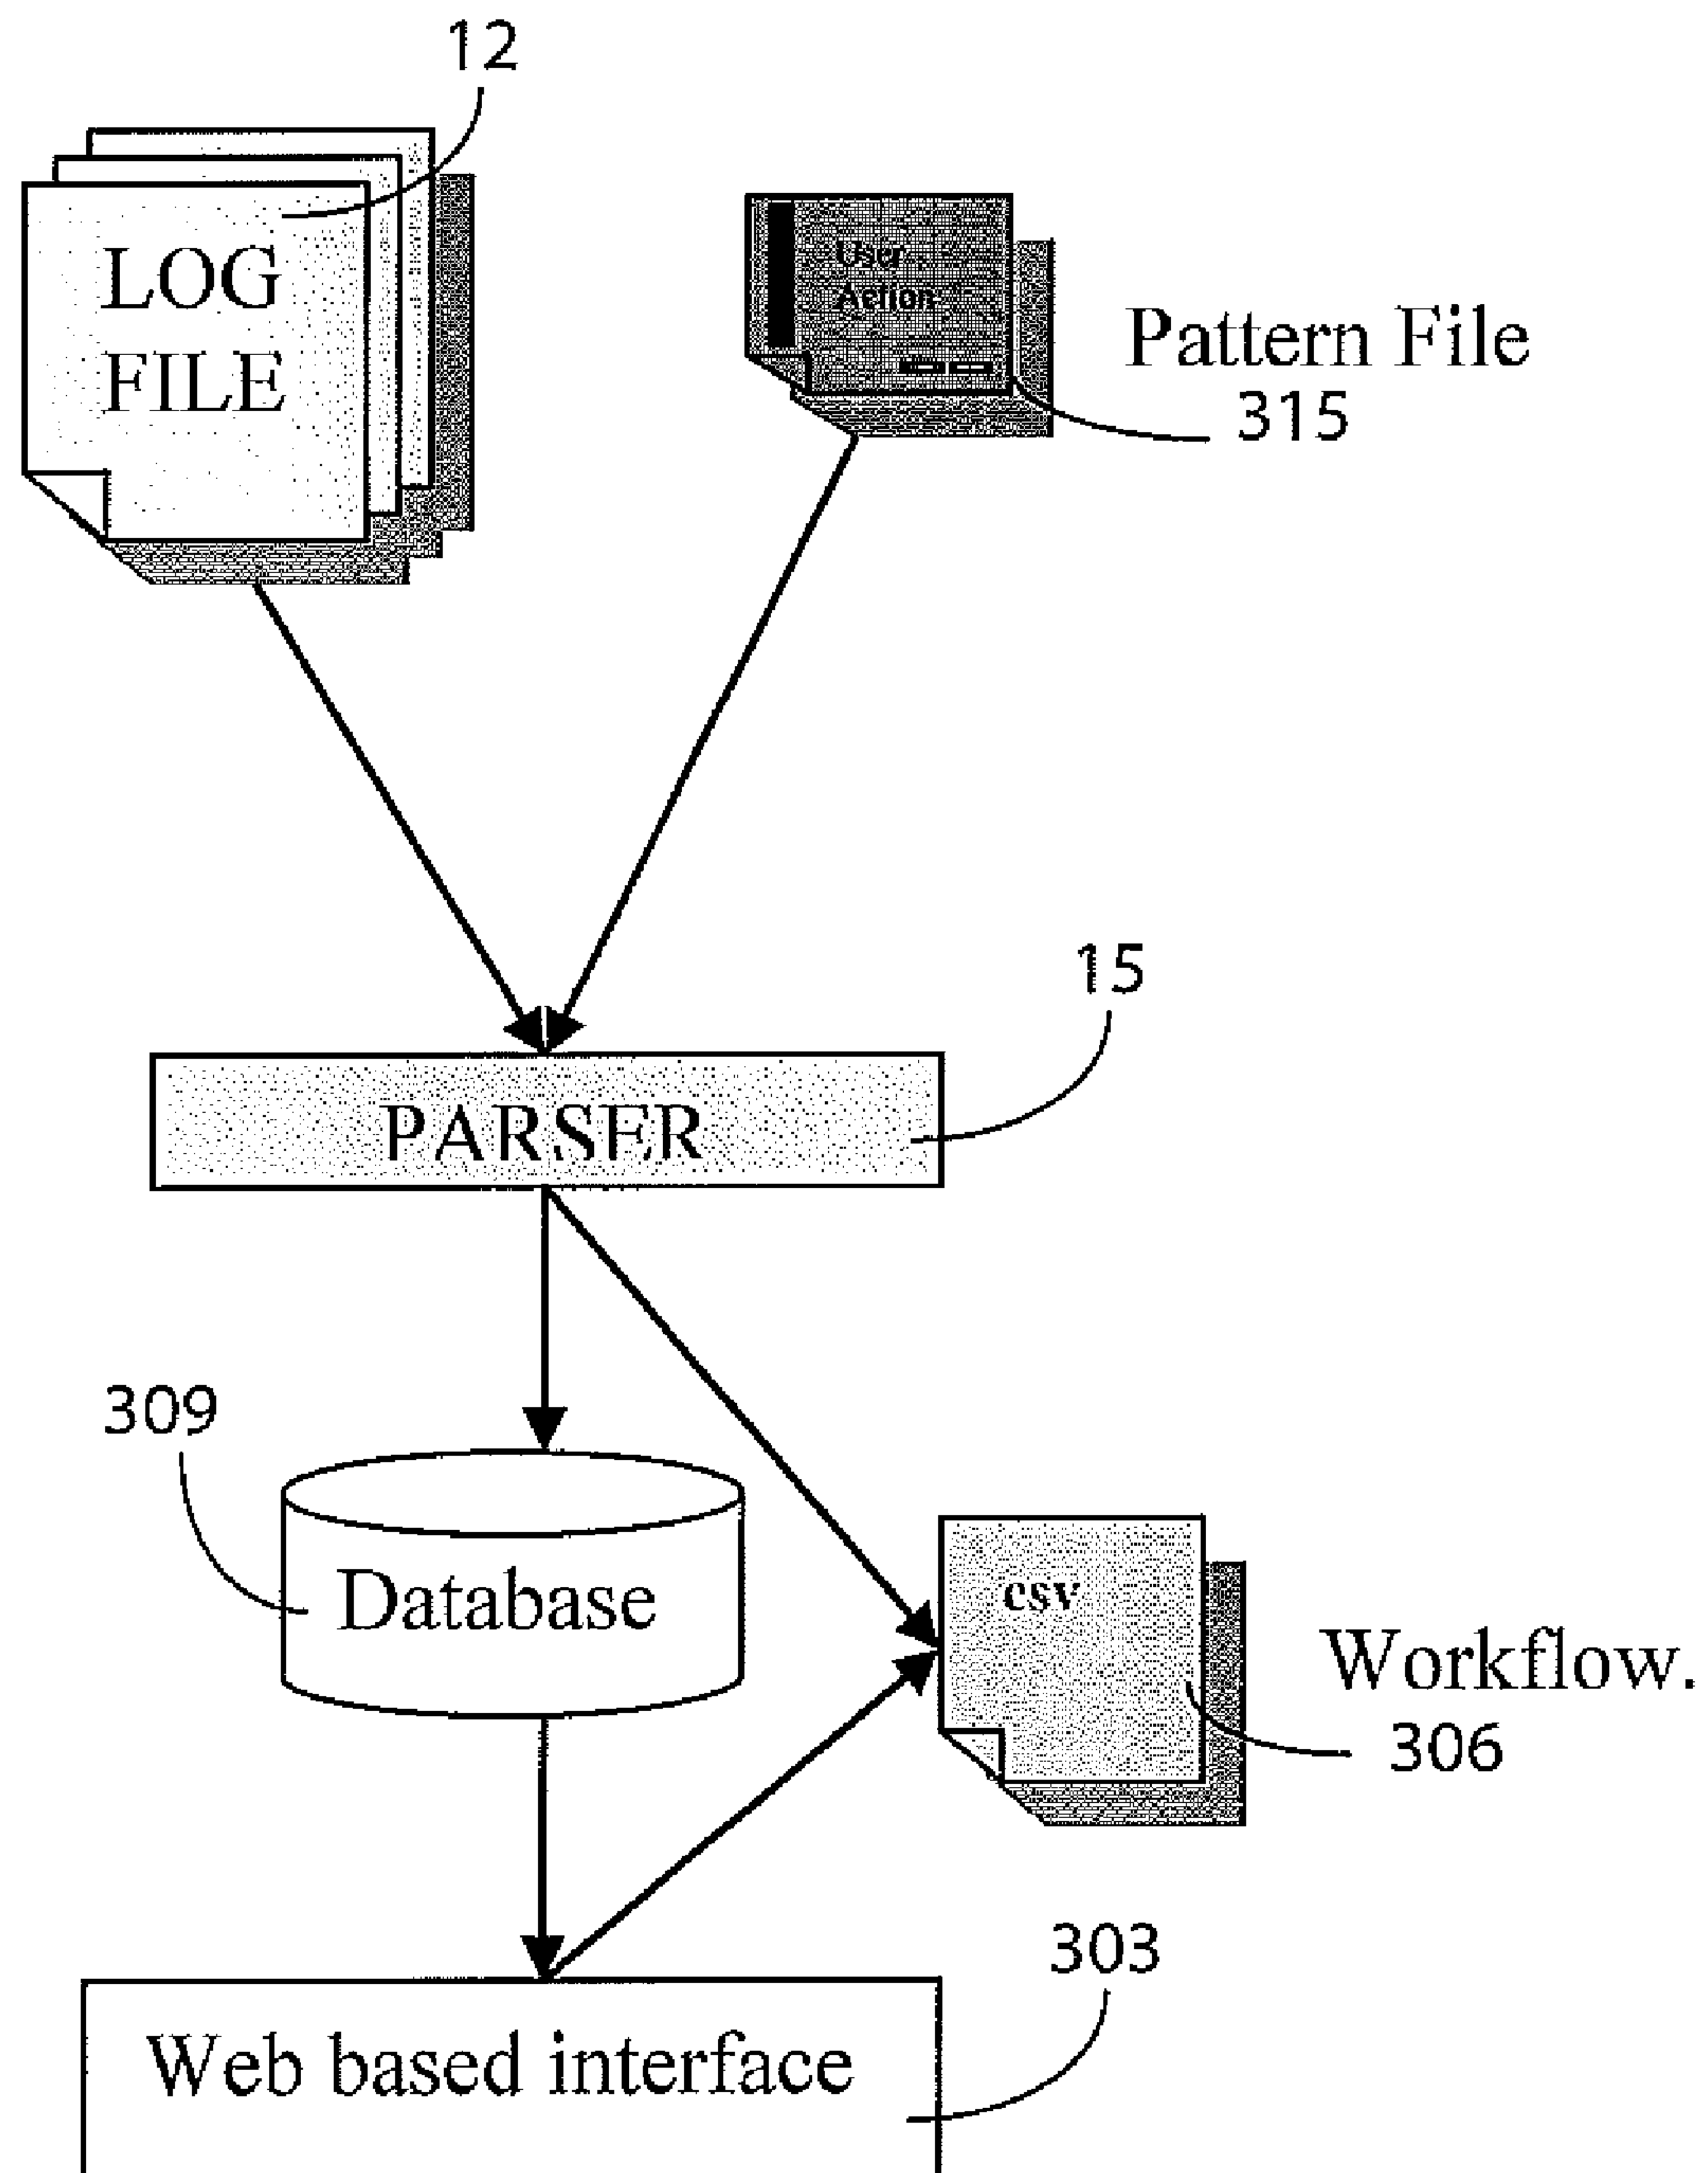 12
LOG
FILE
User
Action
Pattern File
315
15
PARSER
309
Database
csv
Workflow.
306
303
Web based interface